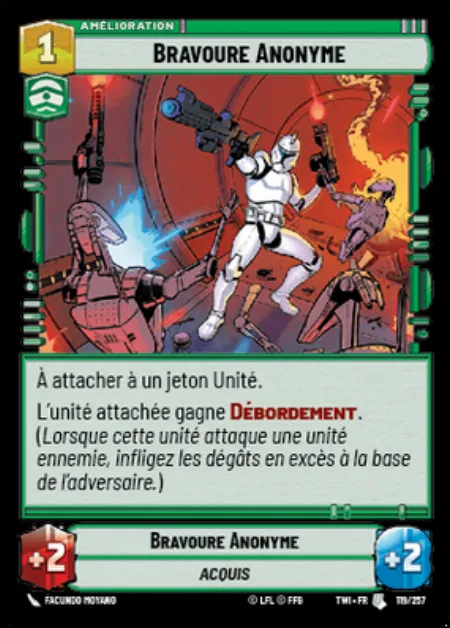 AMÉLIORATION
1
BRAVOURE ANONYME
À attacher à un jeton Unité.
L'unité attachée gagne DÉBORDEMENT.
(Lorsque cette unité attaque une unité
ennemie, infligez les dégâts en excès à la base
de l'adversaire.)
+2
BRAVOURE ANONYME
+2
ACQUIS
FACUNDO MOYANO
© LFL © FFG
TWI • FR
119/257